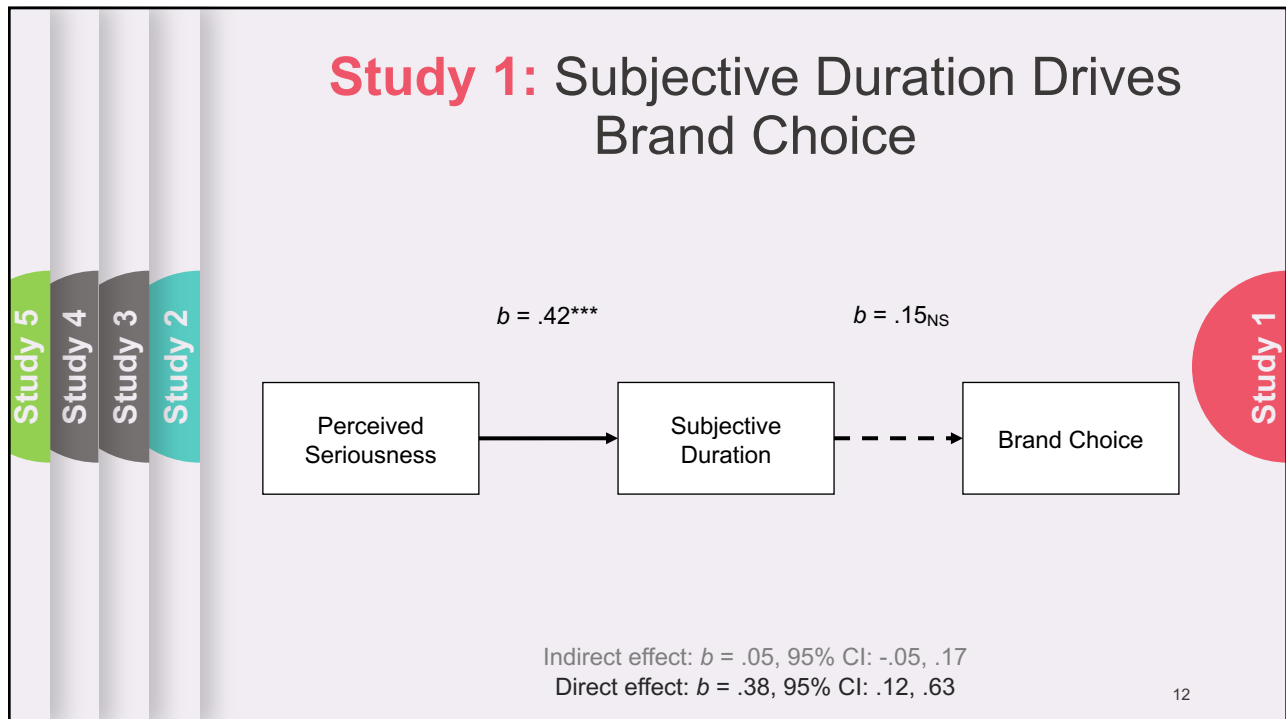 Study 1: Subjective Duration Drives
Brand Choice
Study 5
Study 4
Study 3
Study 2
Study 1
b = .42***
b = .15NS
Perceived
Seriousness
Subjective
Duration
Brand Choice
Indirect effect: b = .05, 95% CI: -.05, .17
Direct effect: b = .38, 95% CI: .12, .63
12